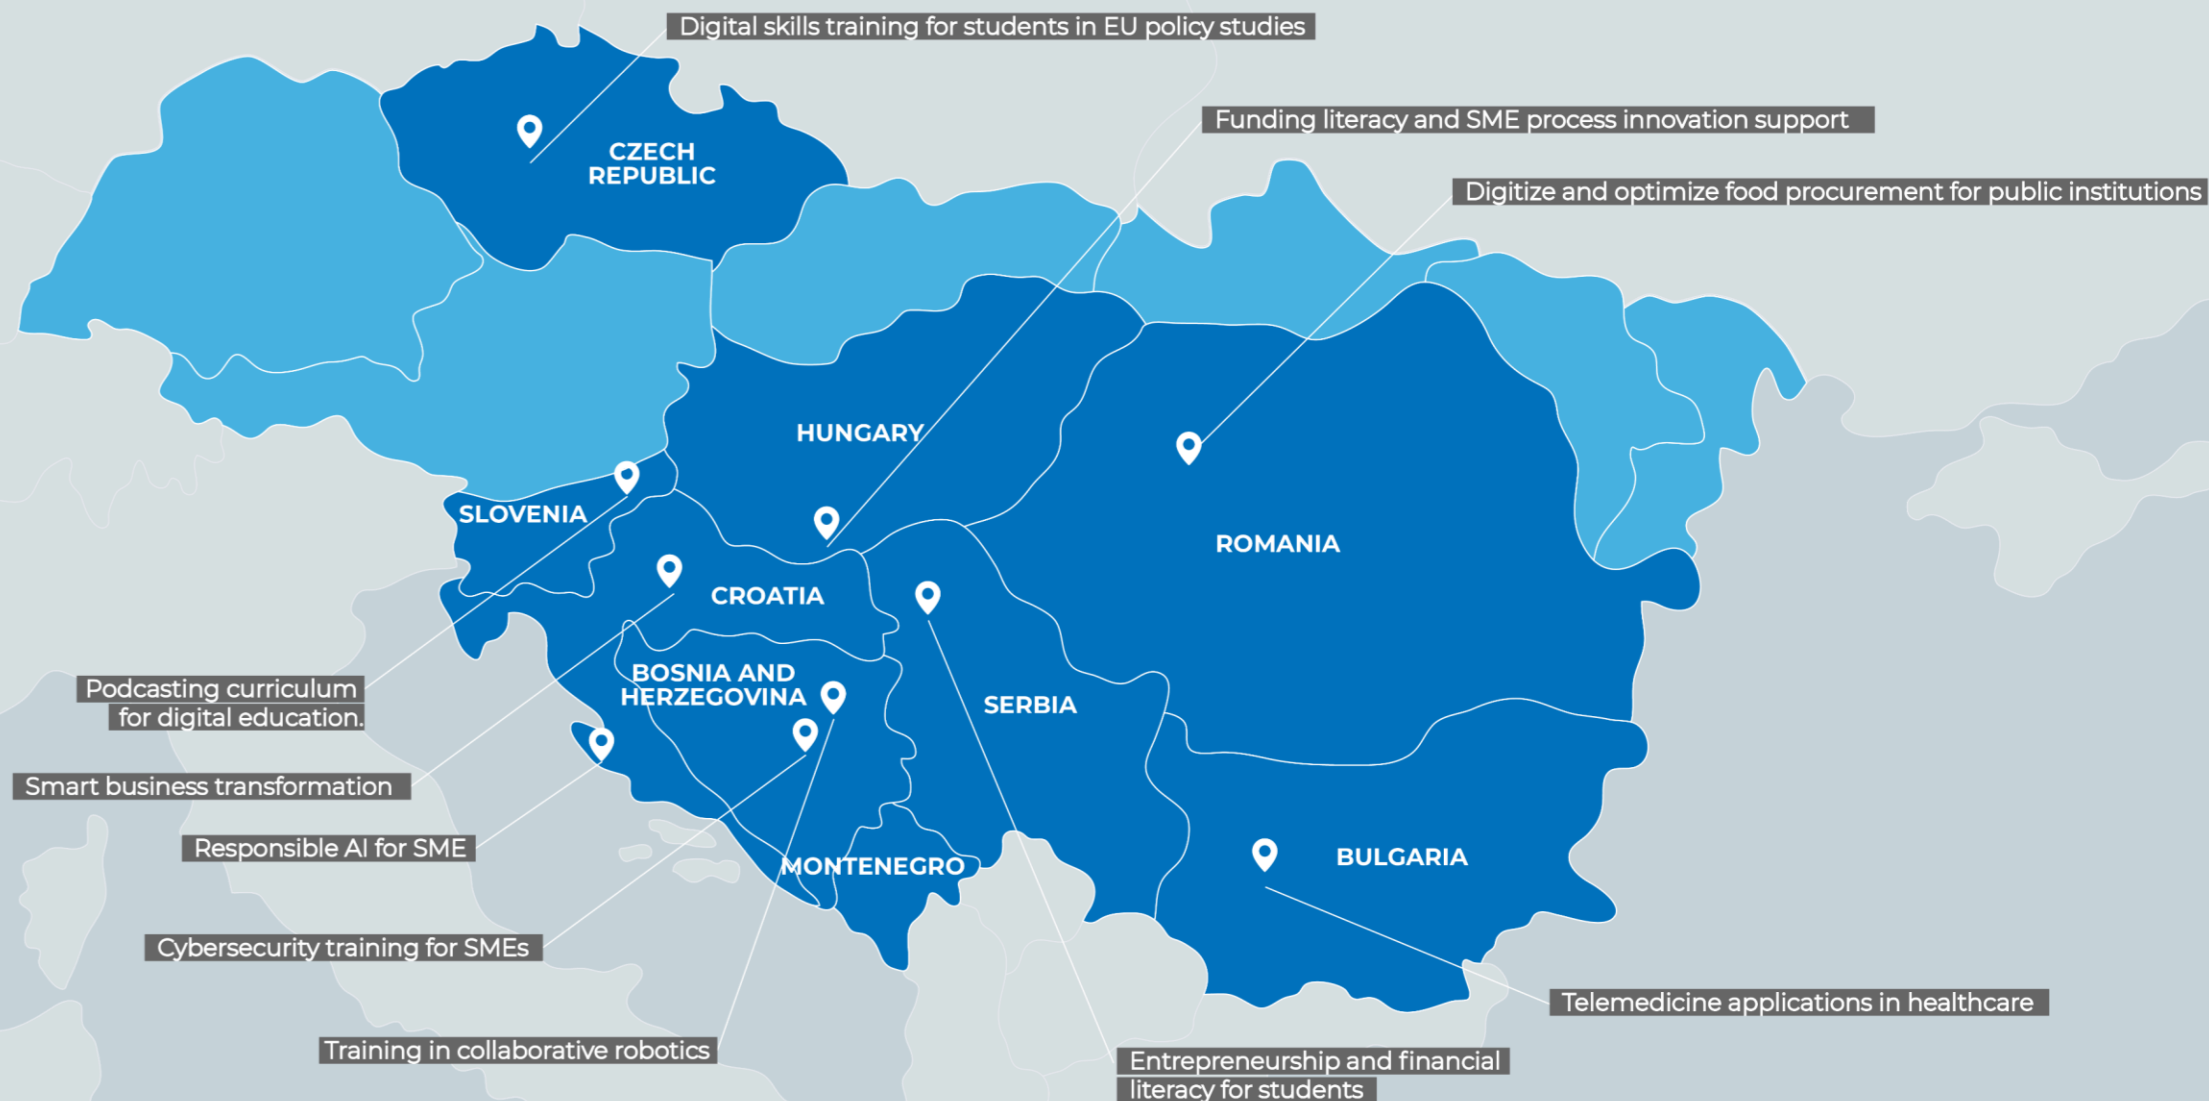 Digital skills training for students in EU policy studies
Funding literacy and SME process innovation support
CZECH
REPUBLIC
Digitize and optimize food procurement for public institutions
HUNGARY
SLOVENIA
ROMANIA
CROATIA
BOSNIA AND
HERZEGOVINA
SERBIA
Podcasting curriculum
for digital education.
Smart business transformation
Responsible AI for SME
MONTENEGRO
BULGARIA
Cybersecurity training for SMEs
Telemedicine applications in healthcare
Training in collaborative robotics
Entrepreneurship and financial
literacy for students